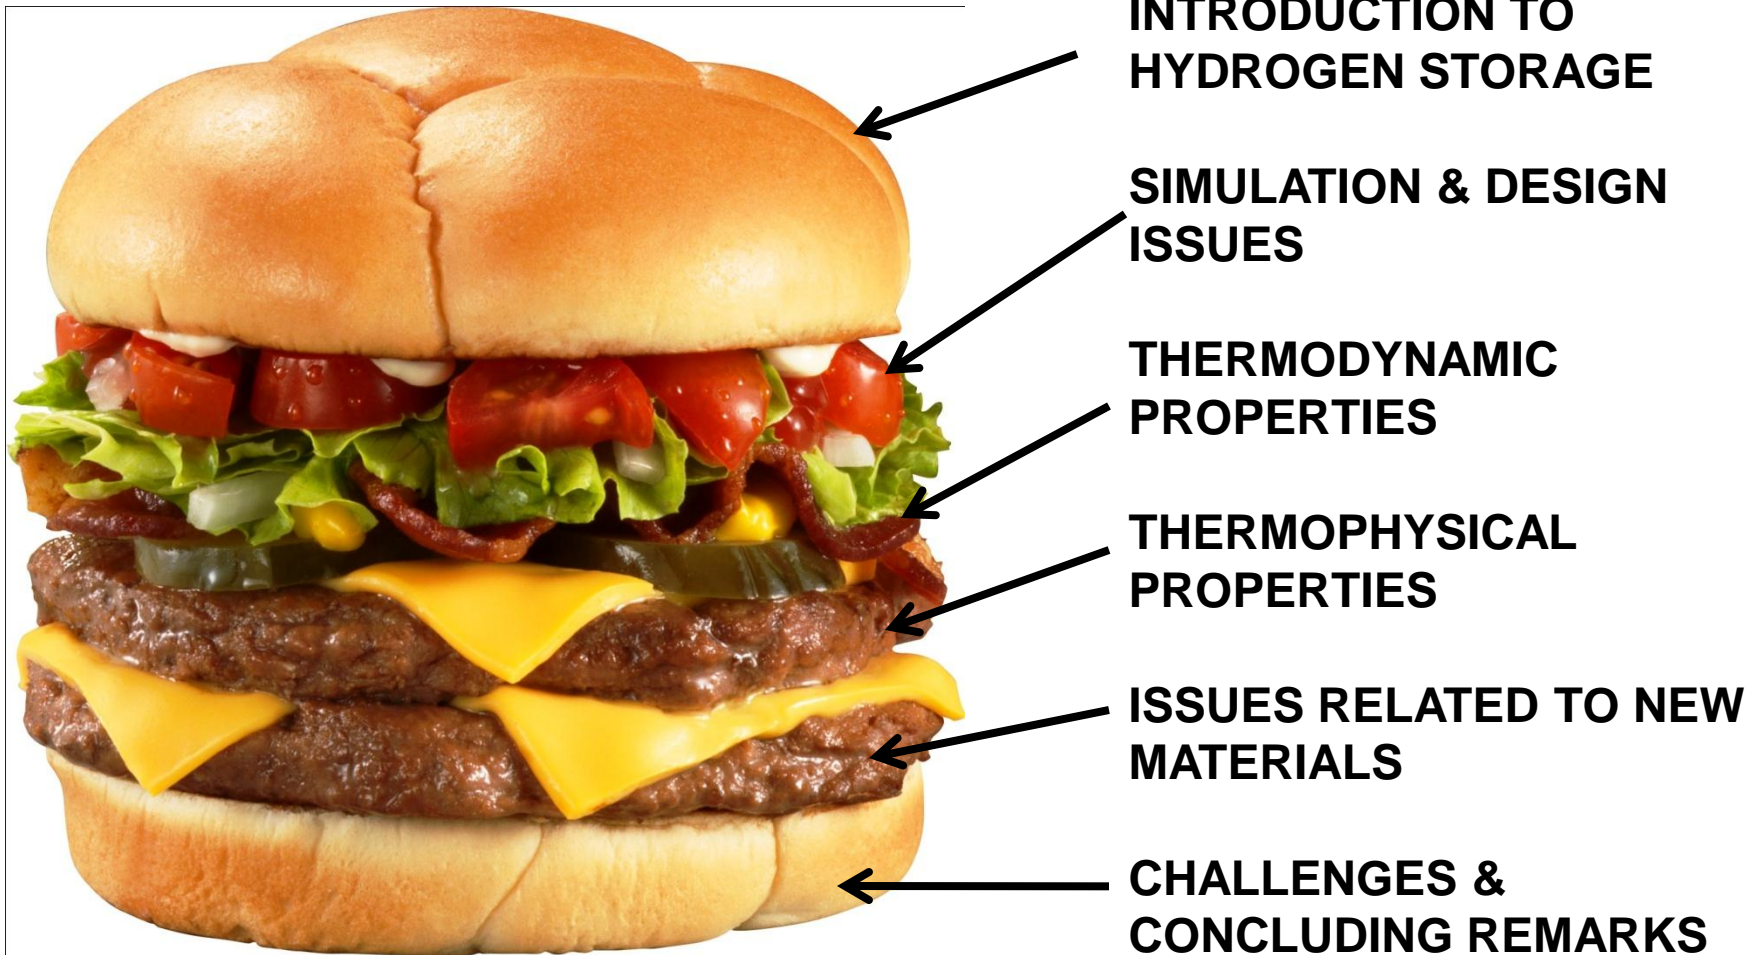 INTRODUCTION TO
HYDROGEN STORAGE
SIMULATION & DESIGN
ISSUES
THERMODYNAMIC
PROPERTIES
THERMOPHYSICAL
PROPERTIES
ISSUES RELATED TO NEW
MATERIALS
CHALLENGES &
CONCLUDING REMARKS